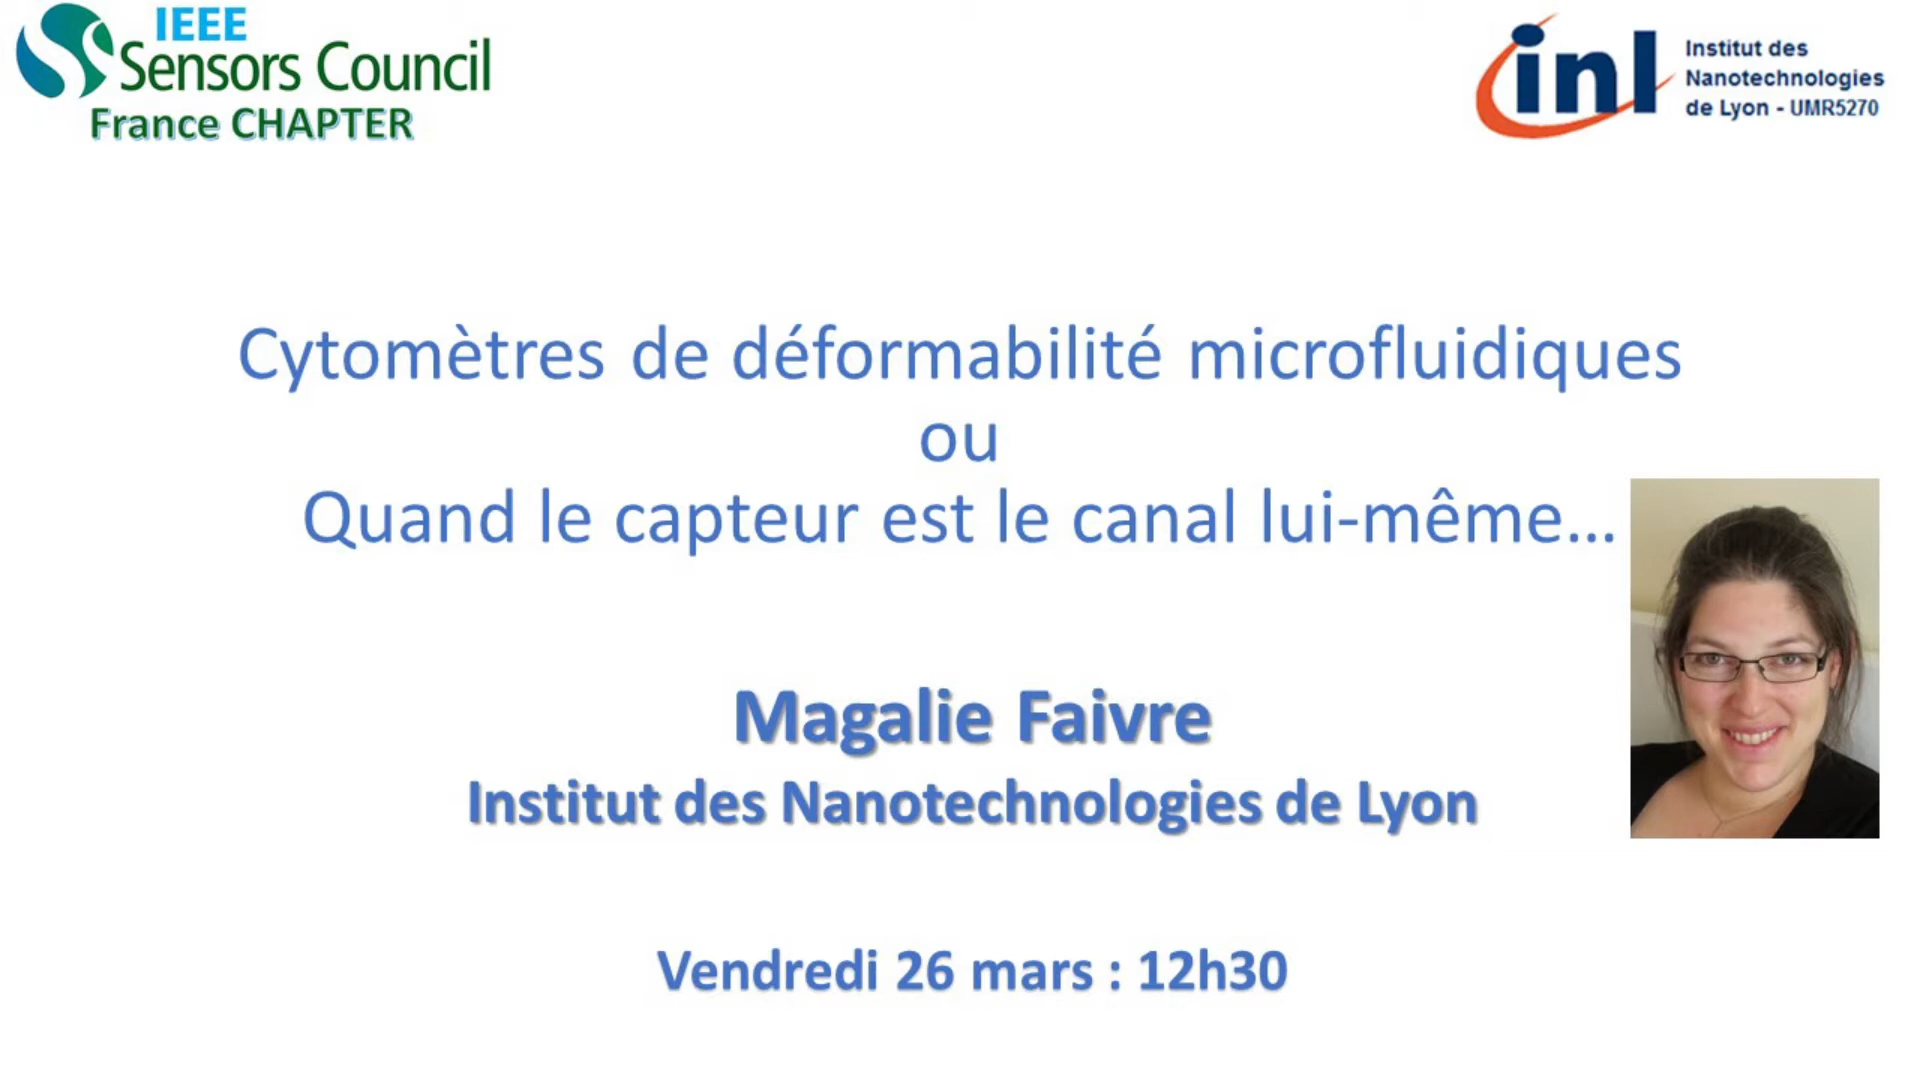 IEEE
Sensors Council
France CHAPTER
inl
Institut des
Nanotechnologies
de Lyon - UMR5270
Cytomètres de déformabilité microfluidiques
ou
Quand le capteur est le canal lui-même...
Magalie Faivre
Institut des Nanotechnologies de Lyon
Vendredi 26 mars : 12h30